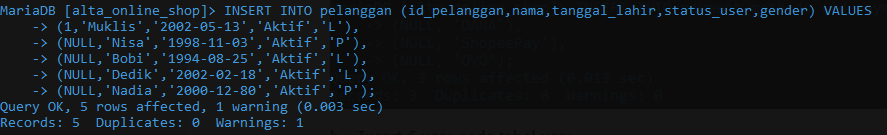 MariaDB [alta_online_shop]> INSERT INTO pelanggan (id_pelanggan,nama,tanggal_lahir,status_user,gender) VALUES
-> (1,'Muklis','2002-05-13','Aktif','L'),
-> (NULL,'Nisa','1998-11-03','Aktif','P'),
-> (NULL,'Bobi','1994-08-25','Aktif','L'),
-> (NULL,'Dedik','2002-02-18','Aktif','L'),
-> (NULL,'Nadia','2000-12-80','Aktif','P');
Query OK, 5 rows affected, 1 warning (0.003 sec)
Records: 5  Duplicates: 0  Warnings: 1